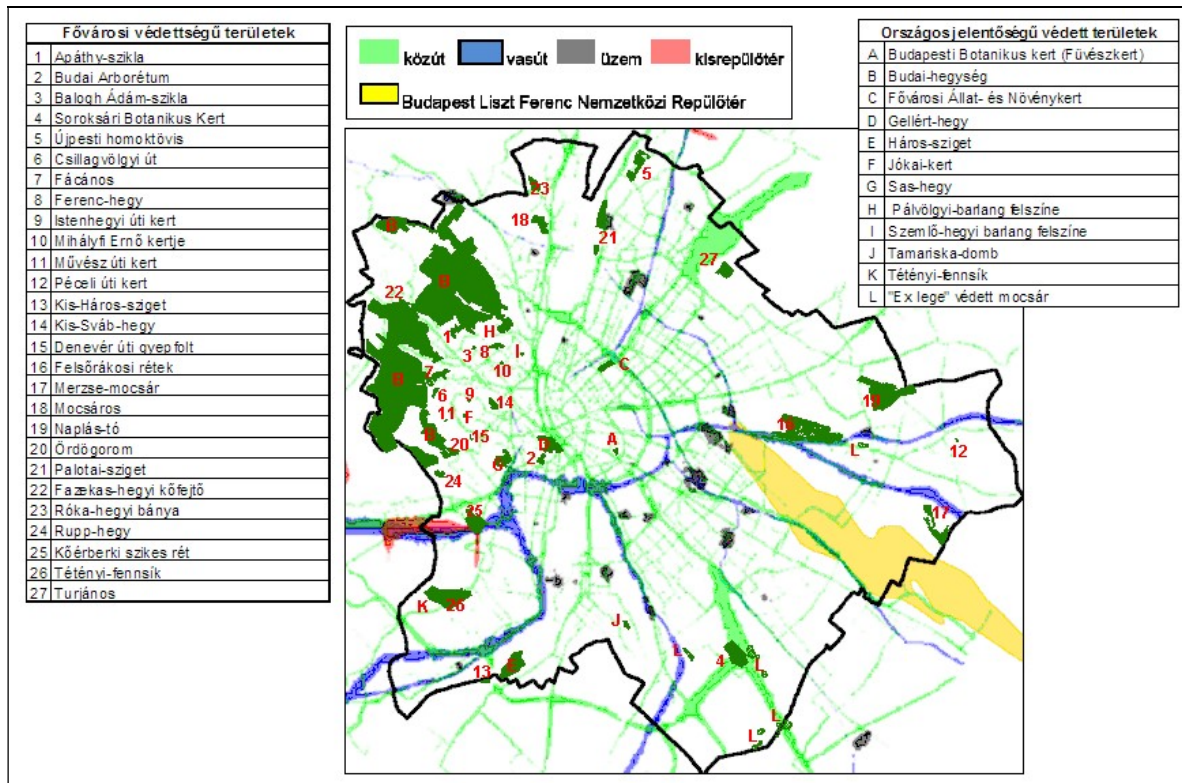 Fővárosi védettségű területek
1 Apáthy-szikla
2 Budai Arborétum
3 Balogh Ádám-szikla
4 Soroksári Botanikus Kert
5 Újpesti homoktövis
6 Csillagvölgyi út
7 Fácános
8 Ferenc-hegy
9 Istenhegyi úti kert
10 Mihályfi Ernő kertje
11 Művész úti kert
12 Péceli úti kert
13 Kis-Háros-sziget
14 Kis-Sváb-hegy
15 Denevér úti gyepfolt
16 Felsőrákosi rétek
17 Merzse-mocsár
18 Mocsáros
19 Naplás-tó
20 Ördögorom
21 Palotai-sziget
22 Fazekas-hegyi kőfejtő
23 Róka-hegyi bánya
24 Rupp-hegy
25 Kőérberki szikes rét
26 Tétényi-fennsík
27 Turjános
közút vasút üzem kisrepülőtér
Budapest Liszt Ferenc Nemzetközi Repülőtér
Országos jelentőségű védett területek
A Budapesti Botanikus kert (Füvészkert)
B Budai-hegység
C Fővárosi Állat- és Növénykert
D Gellért-hegy
E Háros-sziget
F Jókai-kert
G Sas-hegy
H Pálvölgyi-barlang felszíne
I Szemlő-hegyi barlang felszíne
J Tamariska-domb
K Tétényi-fennsík
L "Ex lege" védett mocsár
5
23
18
21
B
27
B
22
1
H
3
8
I
10
C
7
B
6
9
14
11
F
19
16
B
20
15
D
A
L
12
2
G
24
25
17
K
26
J
L
4
L
13
E
L
L